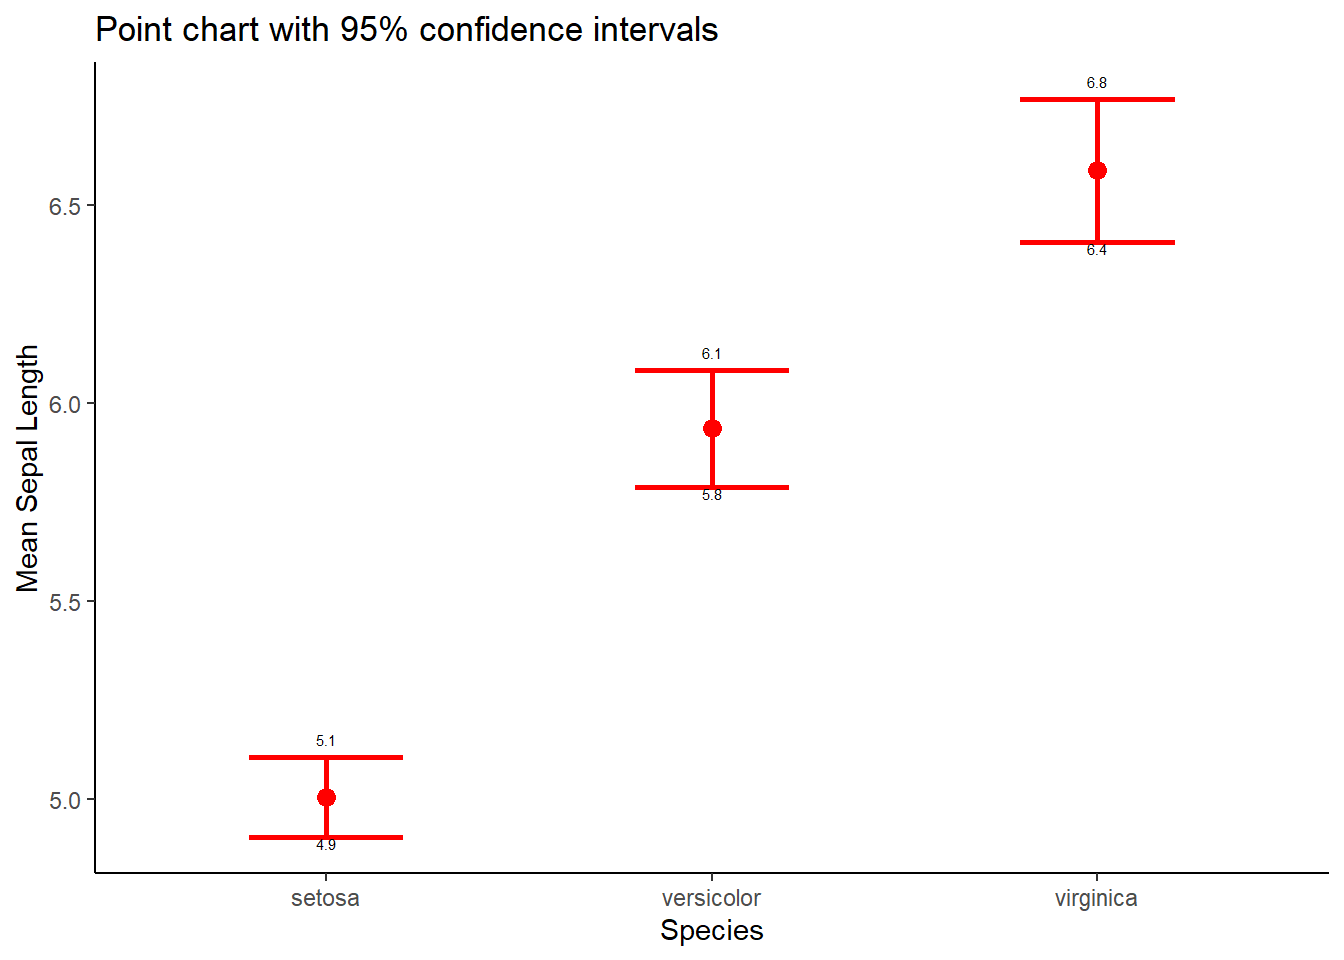 Point chart with 95% confidence intervals
6.8
6.5
6.4
6.1
6.0
5.8
5.5
5.1
5.0
4.9
Mean Sepal Length
setosa versicolor virginica
Species